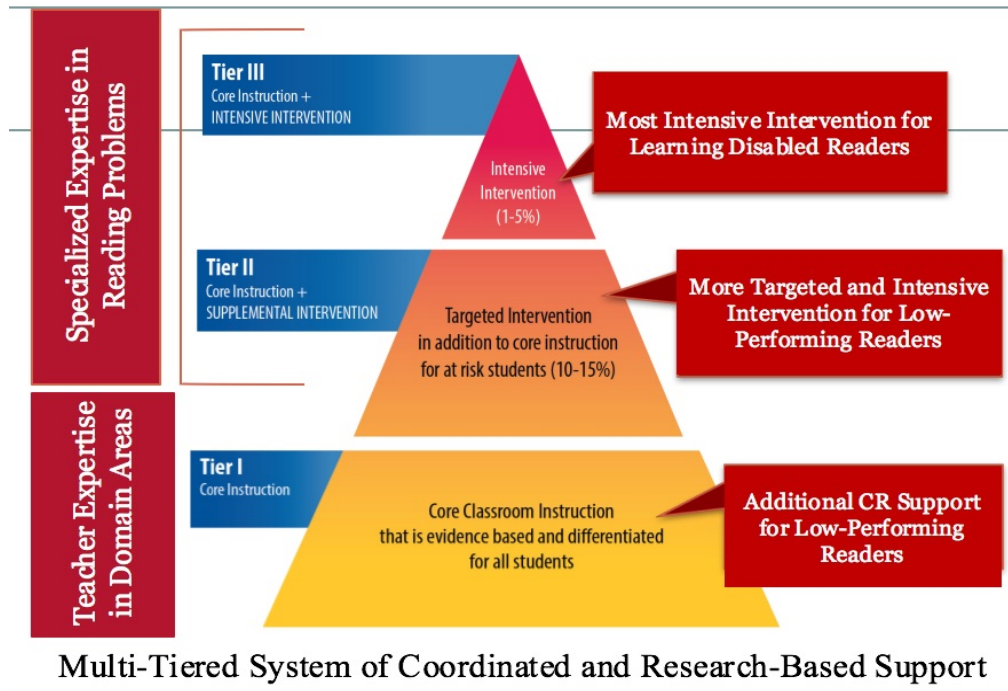 Specialized Expertise in
Reading Problems
Tier III
Core Instruction +
INTENSIVE INTERVENTION
Intensive
Intervention
(1-5%)
Most Intensive Intervention for
Learning Disabled Readers
Tier II
Core Instruction +
SUPPLEMENTAL INTERVENTION
Targeted Intervention
in addition to core instruction
for at risk students (10-15%)
More Targeted and Intensive
Intervention for Low-
Performing Readers
Teacher Expertise
in Domain Areas
Tier I
Core Instruction
Core Classroom Instruction
that is evidence based and differentiated
for all students
Additional CR Support
for Low-Performing
Readers
Multi-Tiered System of Coordinated and Research-Based Support